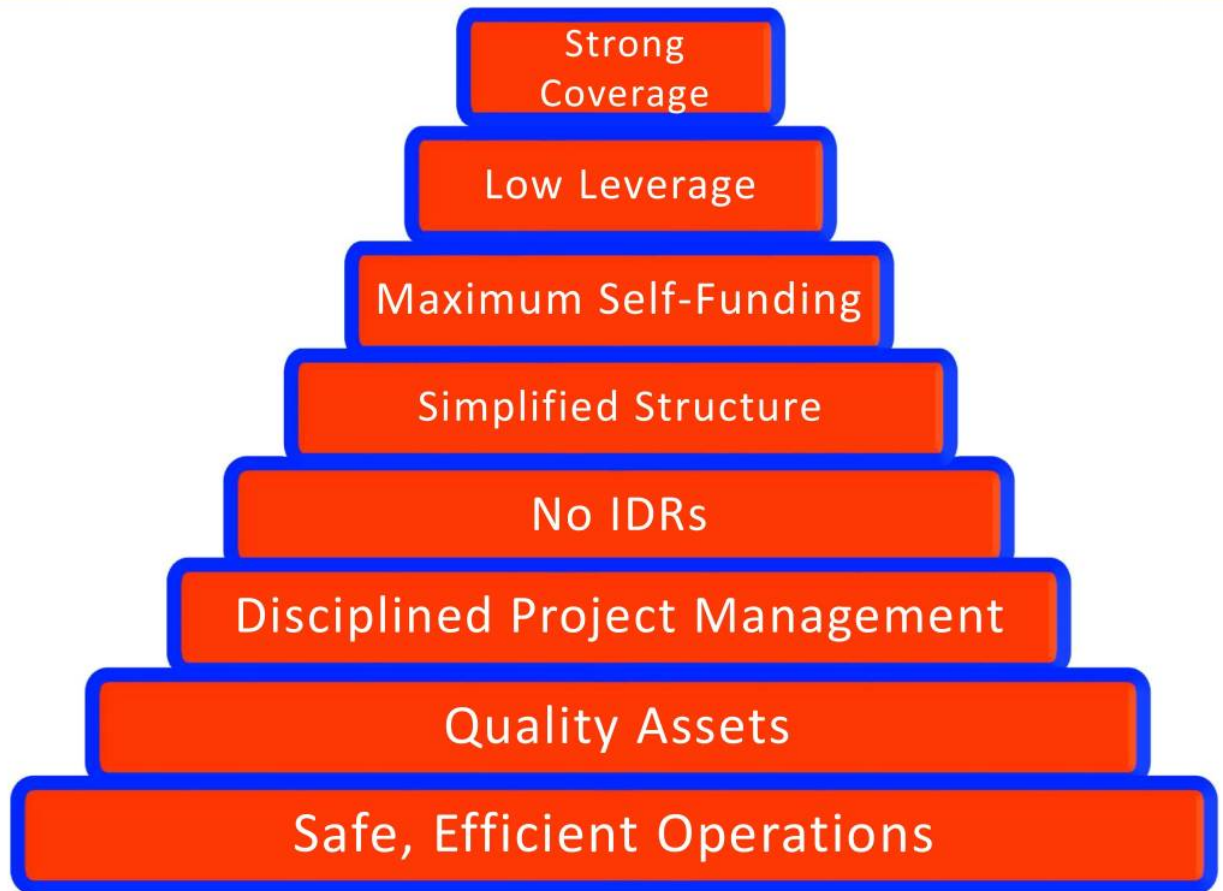 Strong
Coverage
Low Leverage
Maximum Self-Funding
Simplified Structure
No IDRs
Disciplined Project Management
Quality Assets
Safe, Efficient Operations